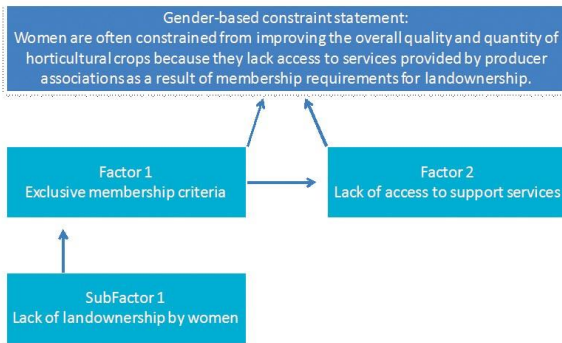 Gender-based constraint statement:
Women are often constrained from improving the overall quality and quantity of
horticultural crops because they lack access to services provided by producer
associations as a result of membership requirements for landownership.
Factor 1
Exclusive membership criteria
Factor 2
Lack of access to support services
SubFactor 1
Lack of landownership by women